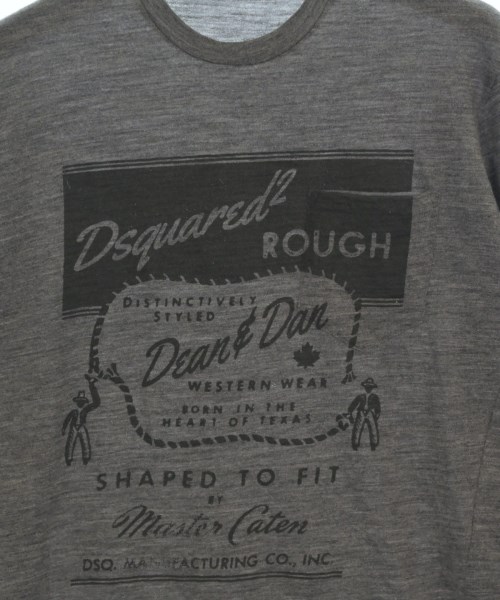 Dsquared2
ROUGH
DISTINCTIVELY
STYLED
Dean & Dan
WESTERN WEAR
BORN IN THE
HEART OF TEXAS
SHAPED TO FIT
BY
Master Caten
DSQ. MANUFACTURING CO., INC